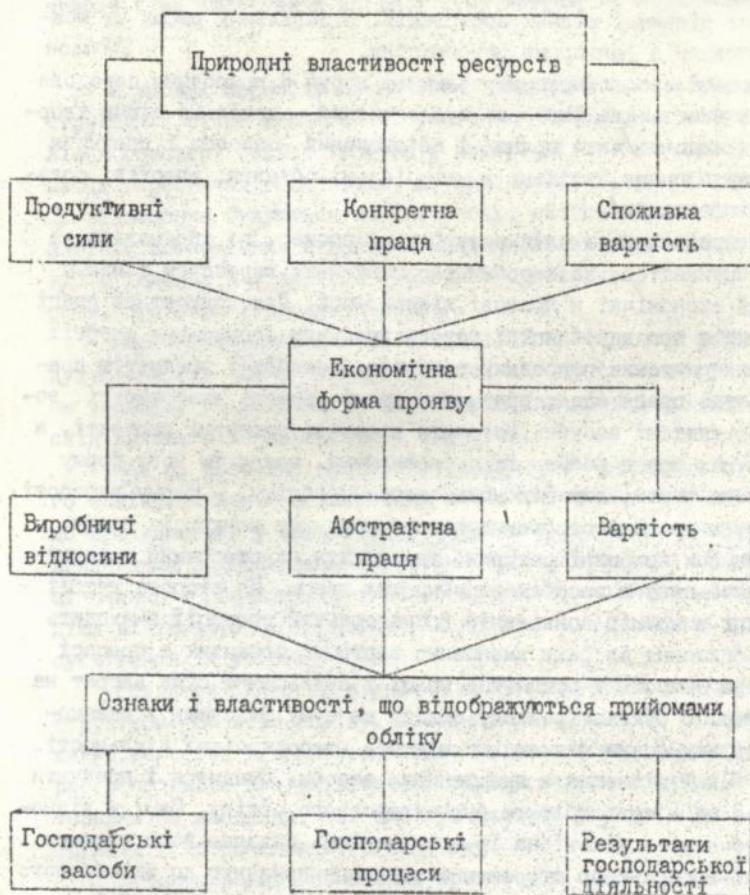 Природні властивості ресурсів
Продуктивні
сили
Конкретна
праця
Споживна
вартість
Економічна
форма прояву
Виробничі
відносини
Абстрактна
праця
Вартість
Ознаки і властивості, що відображуються прийомами
обліку
Господарські
засоби
Господарські
процеси
Результати
господарської
діяльності